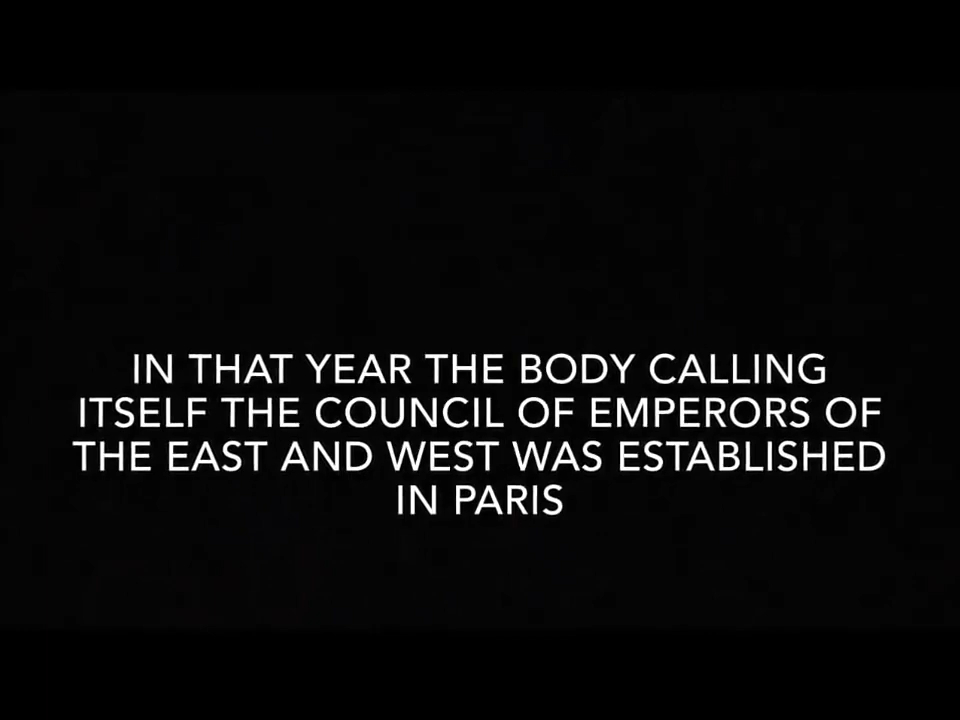 IN THAT YEAR THE BODY CALLING
ITSELF THE COUNCIL OF EMPERORS OF
THE EAST AND WEST WAS ESTABLISHED
IN PARIS